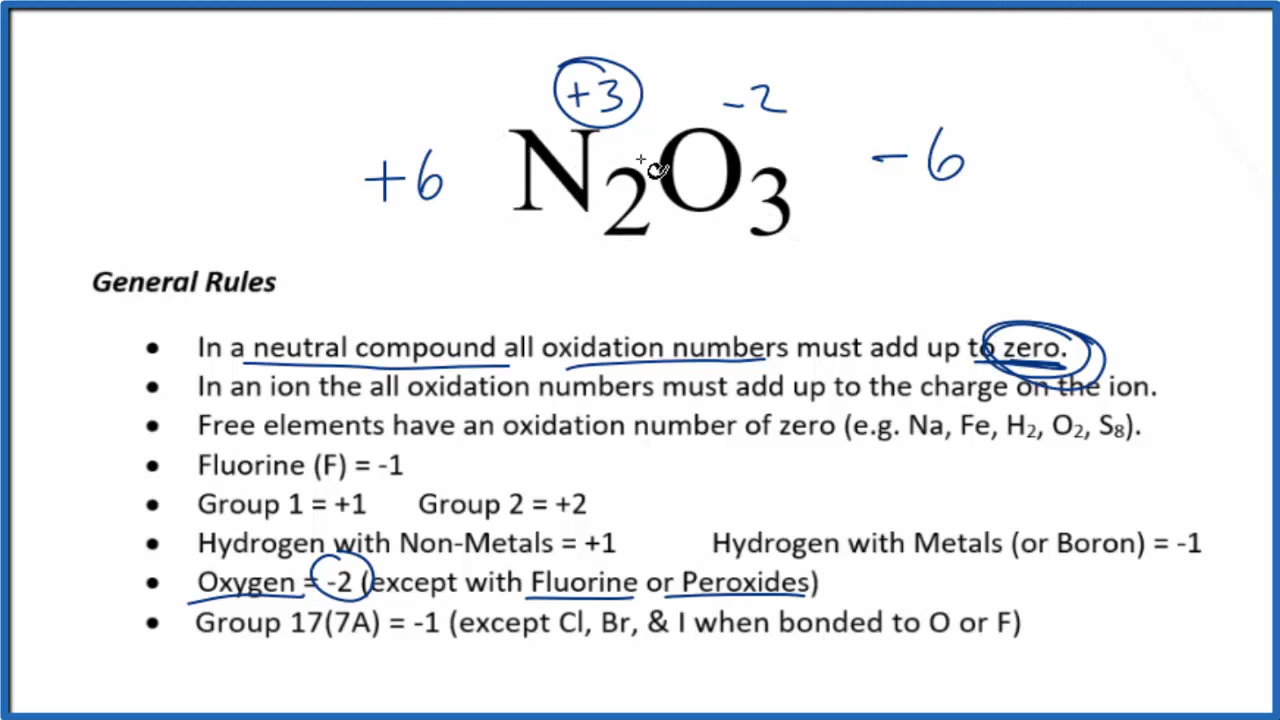 +3 -2
+6 N₂O₃ -6
General Rules
• In a neutral compound all oxidation numbers must add up to zero.
• In an ion the all oxidation numbers must add up to the charge on the ion.
• Free elements have an oxidation number of zero (e.g. Na, Fe, H₂, O₂, S₈).
• Fluorine (F) = -1
• Group 1 = +1 Group 2 = +2
• Hydrogen with Non-Metals = +1 Hydrogen with Metals (or Boron) = -1
• Oxygen = -2 (except with Fluorine or Peroxides)
• Group 17(7A) = -1 (except Cl, Br, & I when bonded to O or F)